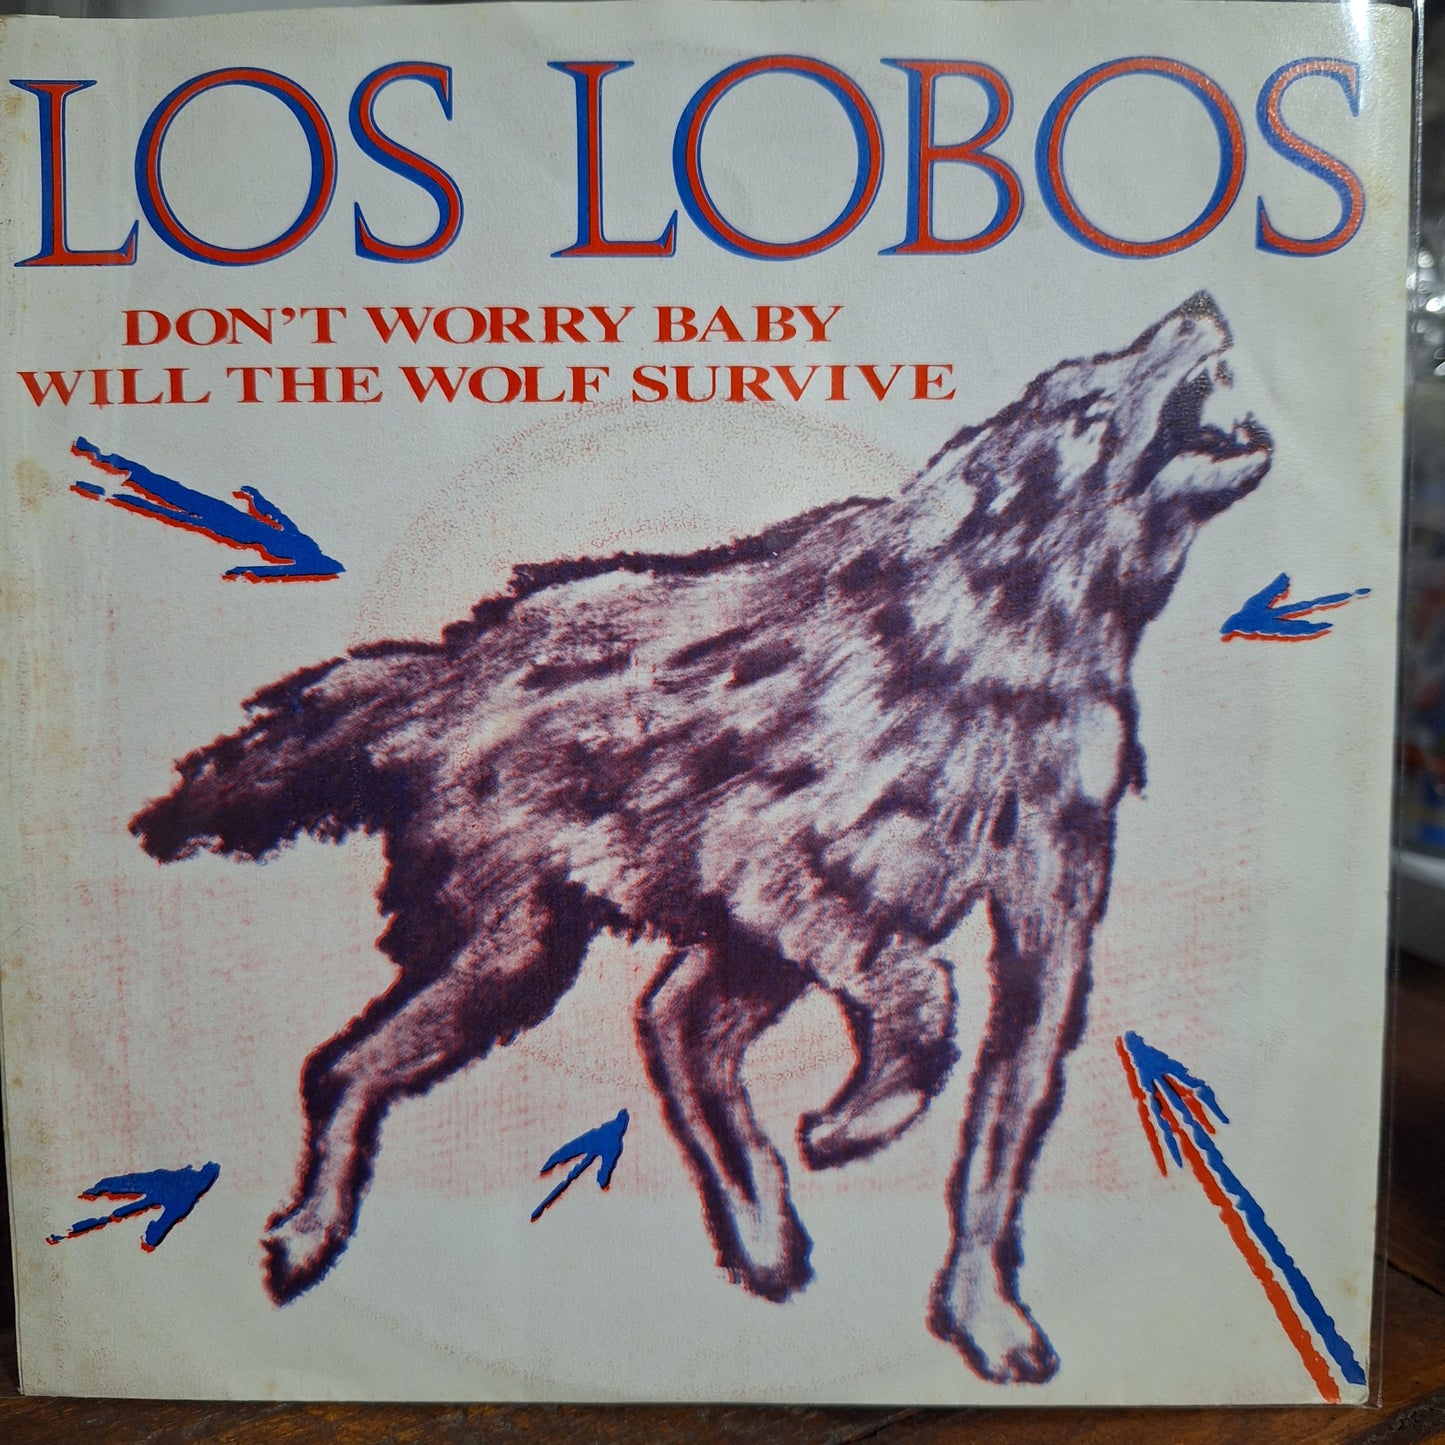 LOS LOBOS
DON'T WORRY BABY
WILL THE WOLF SURVIVE